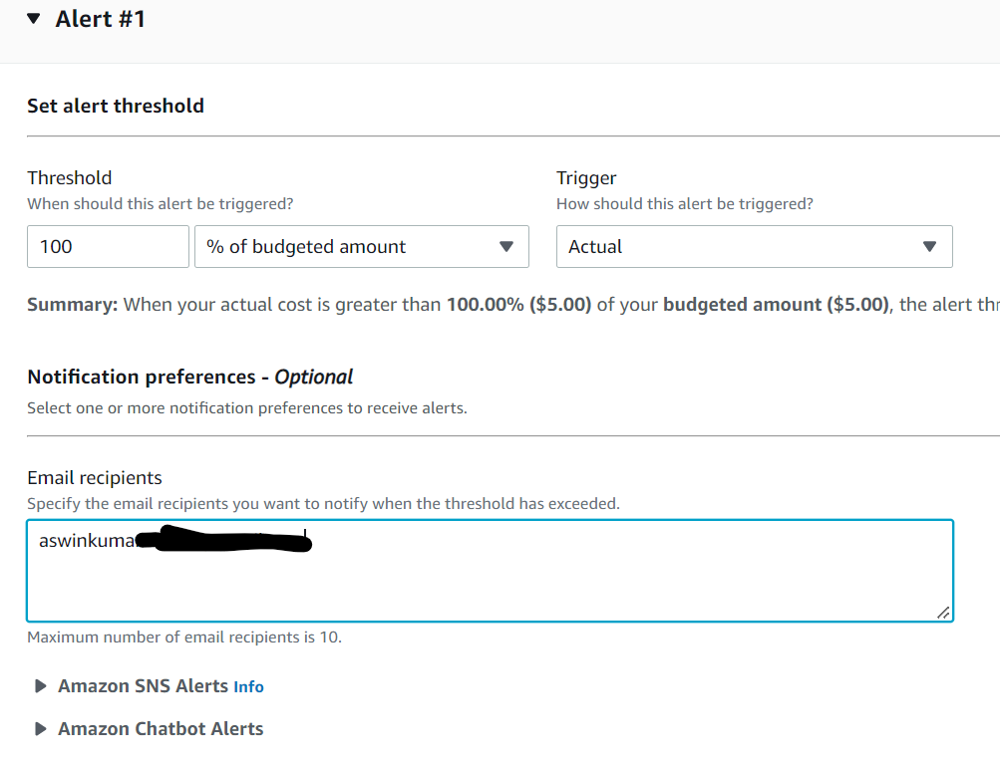 Alert #1
Set alert threshold
Threshold
Trigger
When should this alert be triggered?
How should this alert be triggered?
100
% of budgeted amount
Actual
Summary: When your actual cost is greater than 100.00% ($5.00) of your budgeted amount ($5.00), the alert thr
Notification preferences - Optional
Select one or more notification preferences to receive alerts.
Email recipients
Specify the email recipients you want to notify when the threshold has exceeded.
aswinkuma
Maximum number of email recipients is 10.
Amazon SNS Alerts Info
Amazon Chatbot Alerts